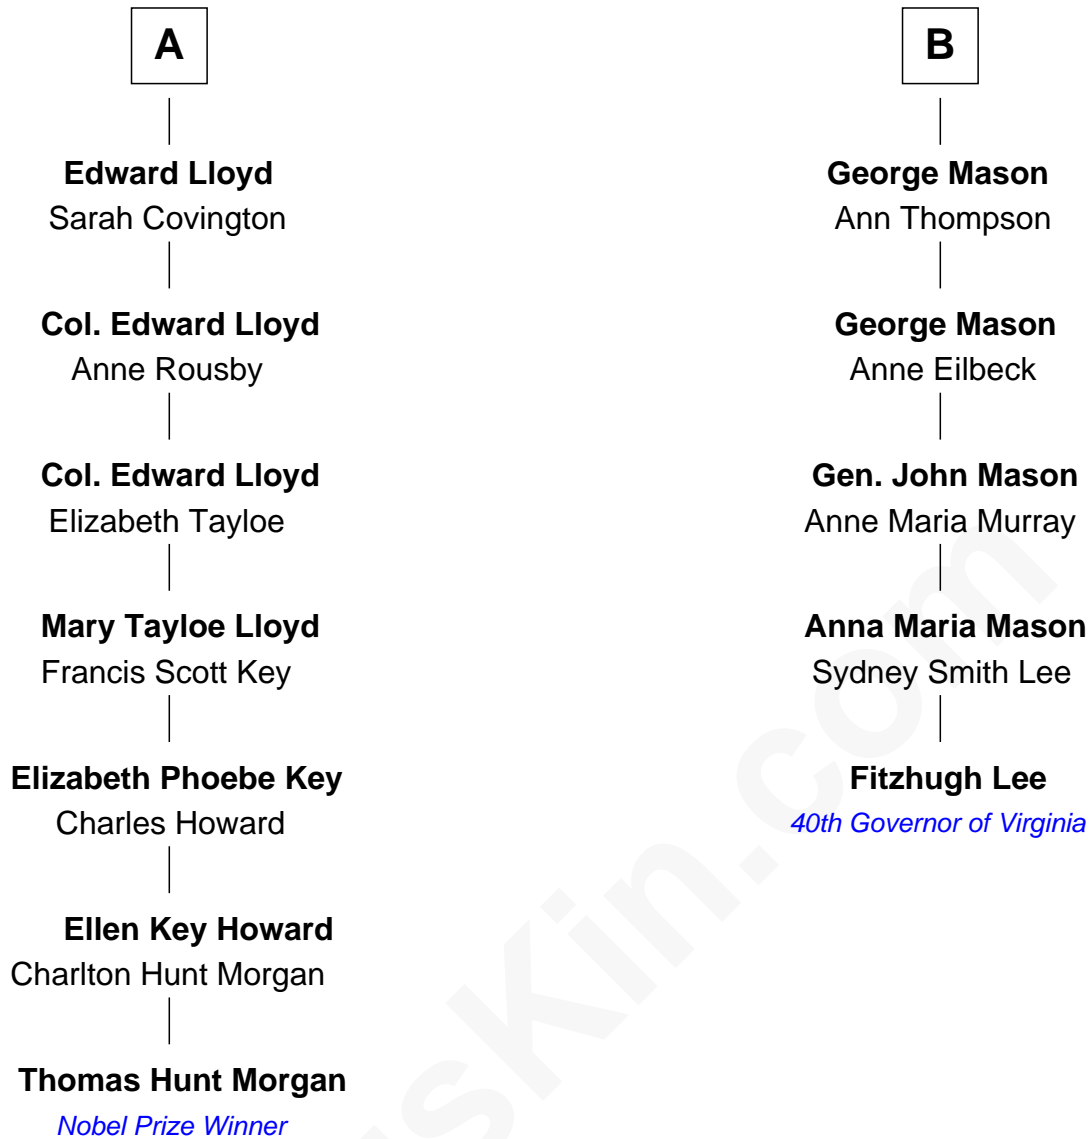 A
Edward Lloyd
Sarah Covington
Col. Edward Lloyd
Anne Rousby
Col. Edward Lloyd
Elizabeth Tayloe
Mary Tayloe Lloyd
Francis Scott Key
Elizabeth Phoebe Key
Charles Howard
Ellen Key Howard
Charlton Hunt Morgan
Thomas Hunt Morgan
Nobel Prize Winner
B
George Mason
Ann Thompson
George Mason
Anne Eilbeck
Gen. John Mason
Anne Maria Murray
Anna Maria Mason
Sydney Smith Lee
Fitzhugh Lee
40th Governor of Virginia